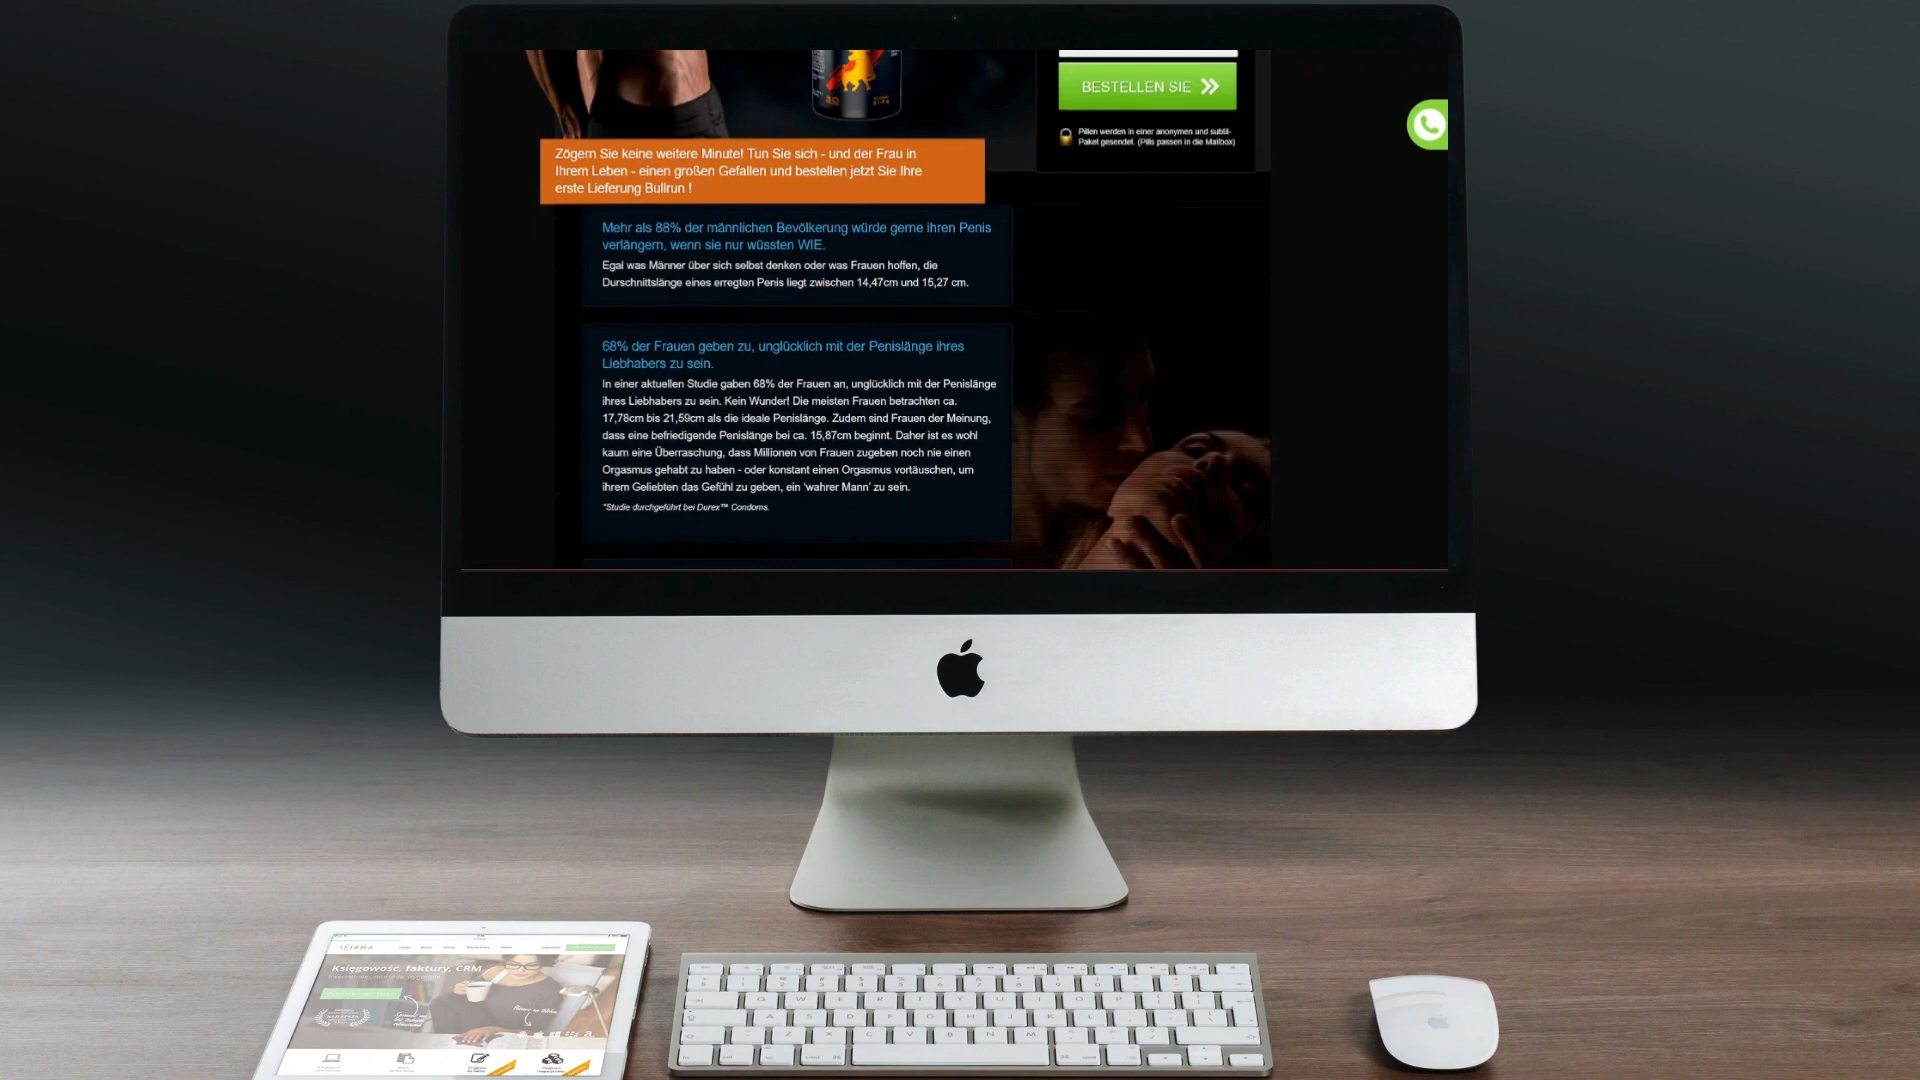 BESTELLEN SIE
Pillen werden in einer anonymen und subtil-
Paket gesendet. (Pills passen in die Mailbox)
Zögern Sie keine weitere Minute! Tun Sie sich - und der Frau in
Ihrem Leben - einen großen Gefallen und bestellen jetzt Sie Ihre
erste Lieferung Bullrun !
Mehr als 88% der männlichen Bevölkerung würde gerne ihren Penis
verlängern, wenn sie nur wüssten WIE.
Egal was Männer über sich selbst denken oder was Frauen hoffen, die
Durschnittslänge eines erregten Penis liegt zwischen 14,47cm und 15,27 cm.
68% der Frauen geben zu, unglücklich mit der Penislänge ihres
Liebhabers zu sein.
In einer aktuellen Studie gaben 68% der Frauen an, unglücklich mit der Penislänge
ihres Liebhabers zu sein. Kein Wunder! Die meisten Frauen betrachten ca.
17,78cm bis 21,59cm als die ideale Penislänge. Zudem sind Frauen der Meinung,
dass eine befriedigende Penislänge bei ca. 15,87cm beginnt. Daher ist es wohl
kaum eine Überraschung, dass Millionen von Frauen zugeben noch nie einen
Orgasmus gehabt zu haben - oder konstant einen Orgasmus vortäuschen, um
ihrem Geliebten das Gefühl zu geben, ein 'wahrer Mann' zu sein.
*Studie durchgeführt bei Durex™ Condoms.
IFIRMA
Księgowość, faktury, CRM